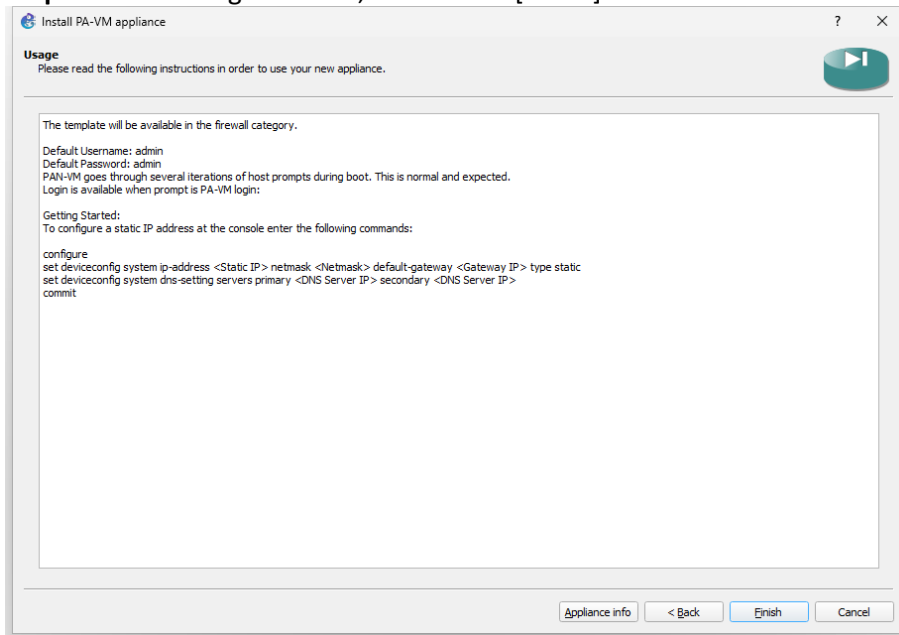 Install PA-VM appliance
?
Usage
Please read the following instructions in order to use your new appliance.
The template will be available in the firewall category.
Default Username: admin
Default Password: admin
PAN-VM goes through several iterations of host prompts during boot. This is normal and expected.
Login is available when prompt is PA-VM login:
Getting Started:
To configure a static IP address at the console enter the following commands:
configure
set deviceconfig system ip-address <Static IP> netmask <Netmask> default-gateway <Gateway IP> type static
set deviceconfig system dns-setting servers primary <DNS Server IP> secondary <DNS Server IP>
commit
Appliance info
< Back
Finish
Cancel